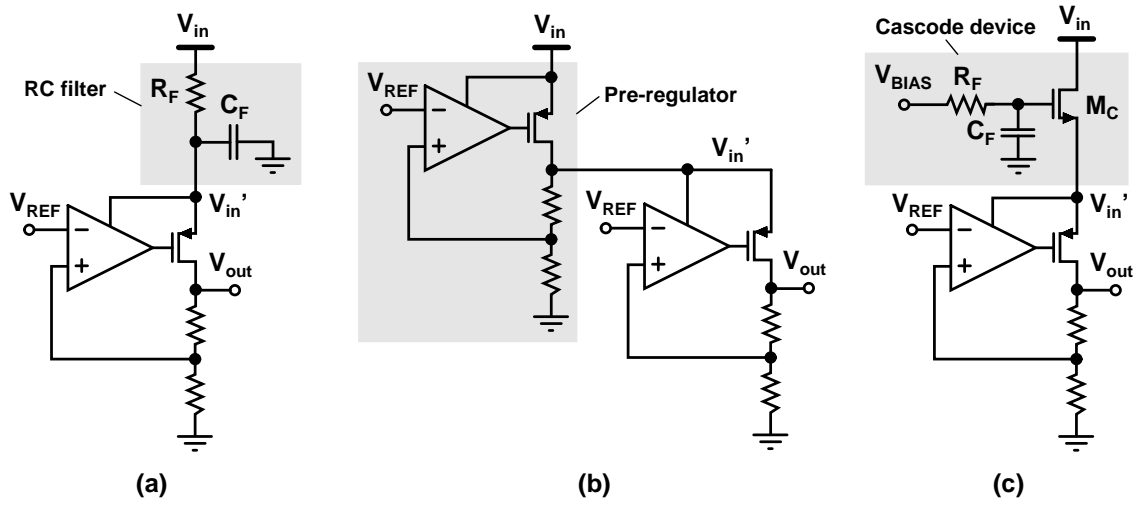 V_in
RC filter
R_F
C_F
V_in'
V_REF
−
+
V_out
(a)
V_in
V_REF
−
+
Pre-regulator
V_in'
V_REF
−
+
V_out
(b)
Cascode device
V_in
V_BIAS
R_F
C_F
M_C
V_in'
V_REF
−
+
V_out
(c)